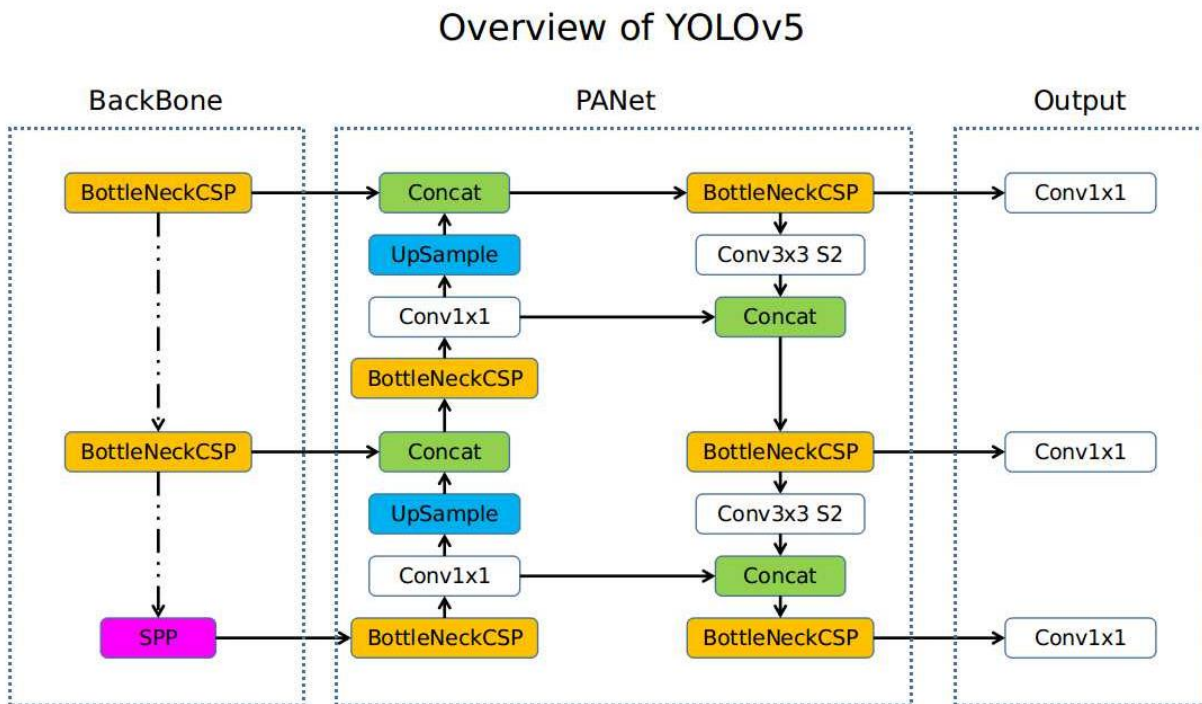 Overview of YOLOv5
BackBone
PANet
Output
BottleNeckCSP
Concat
BottleNeckCSP
Conv1x1
UpSample
Conv3x3 S2
Conv1x1
Concat
BottleNeckCSP
BottleNeckCSP
Concat
BottleNeckCSP
Conv1x1
UpSample
Conv3x3 S2
Conv1x1
Concat
SPP
BottleNeckCSP
BottleNeckCSP
Conv1x1